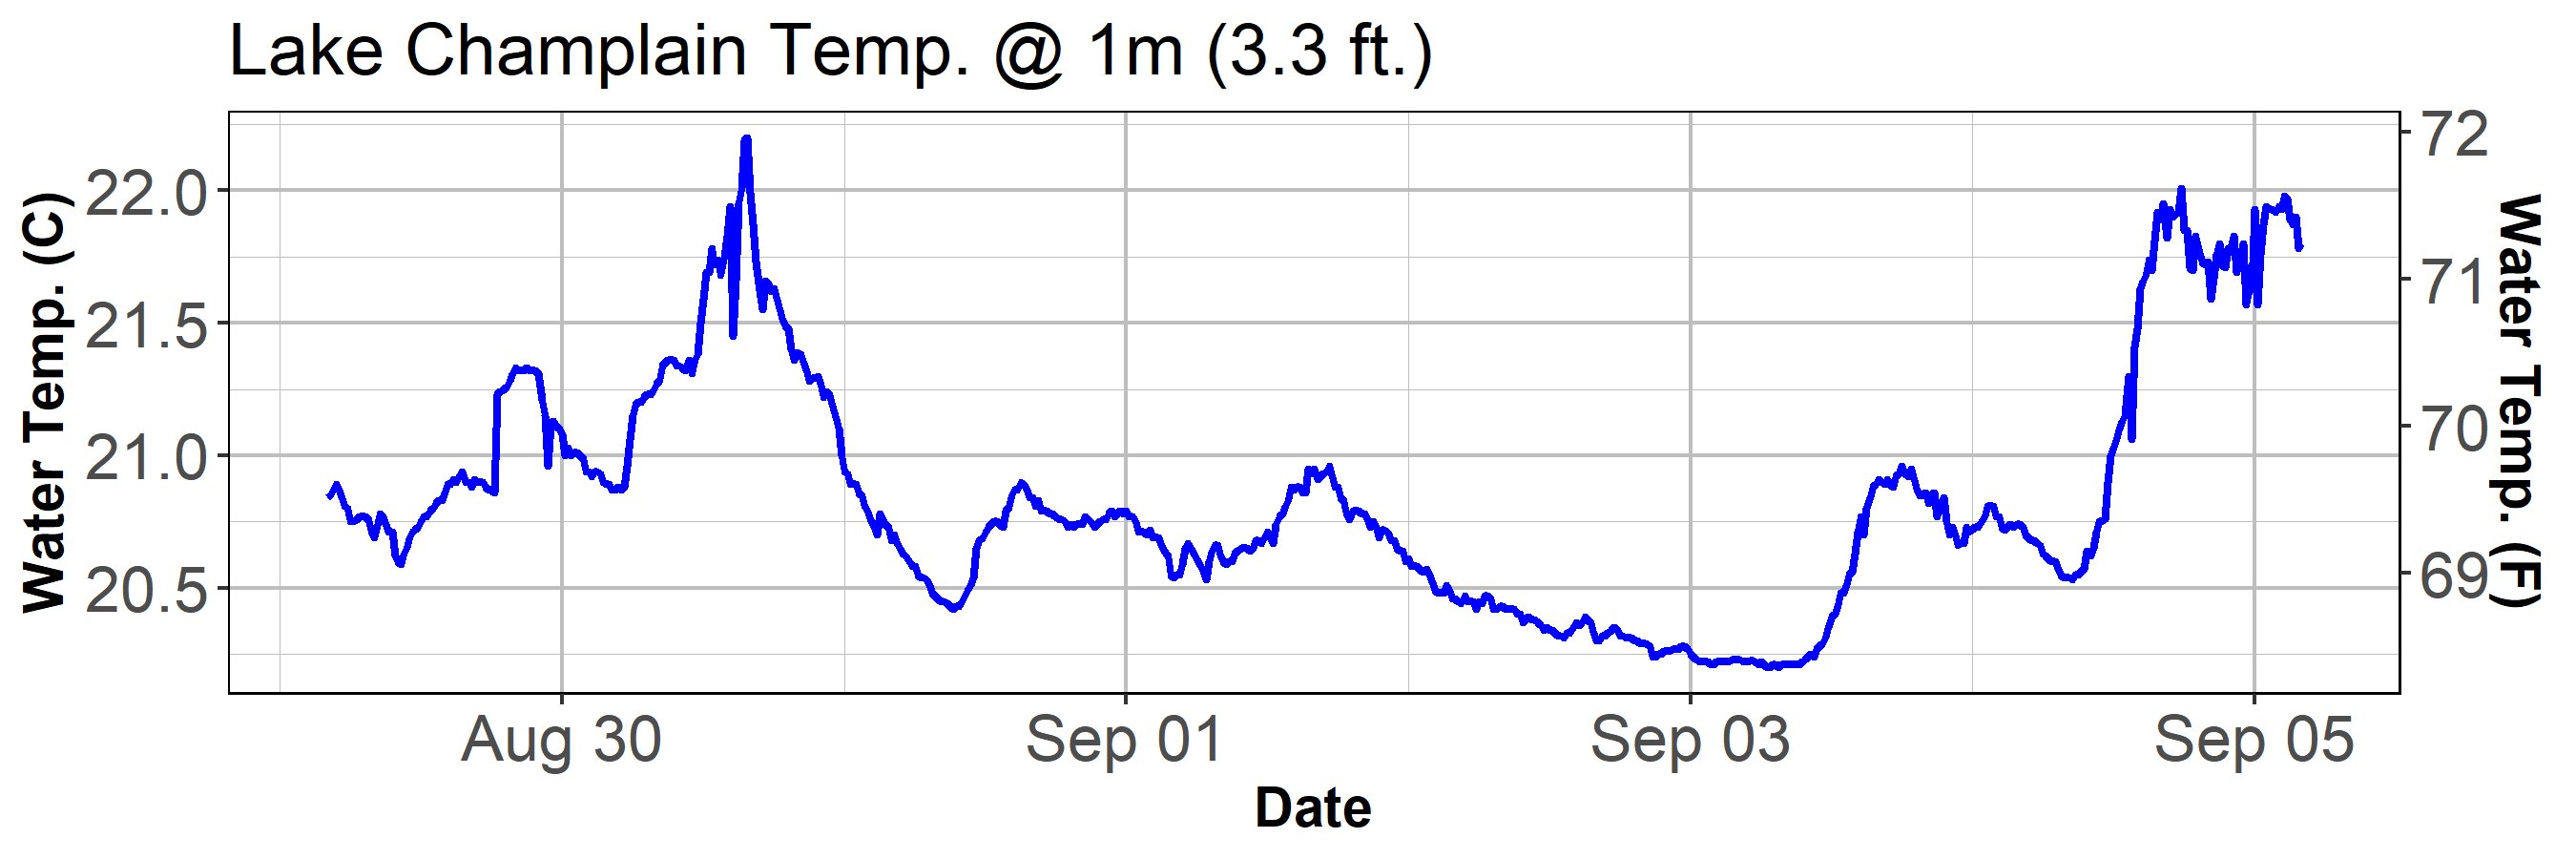 Lake Champlain Temp. @ 1m (3.3 ft.)
Water Temp. (C)
22.0
21.5
21.0
20.5
72
71
70
69
Water Temp. (F)
Aug 30
Sep 01
Sep 03
Sep 05
Date